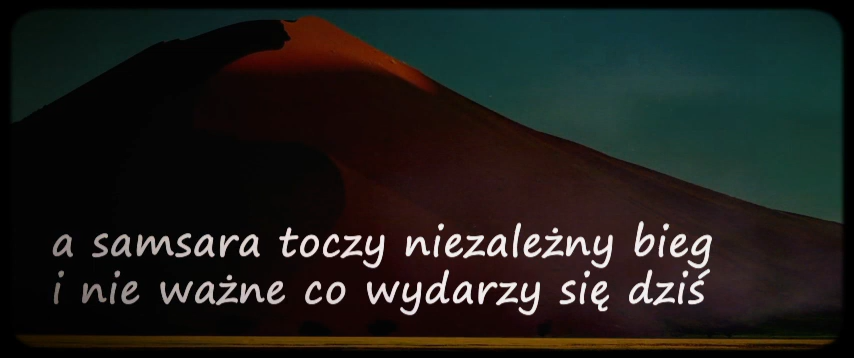 a samsara toczy niezależny bieg
i nie ważne co wydarzy się dziś